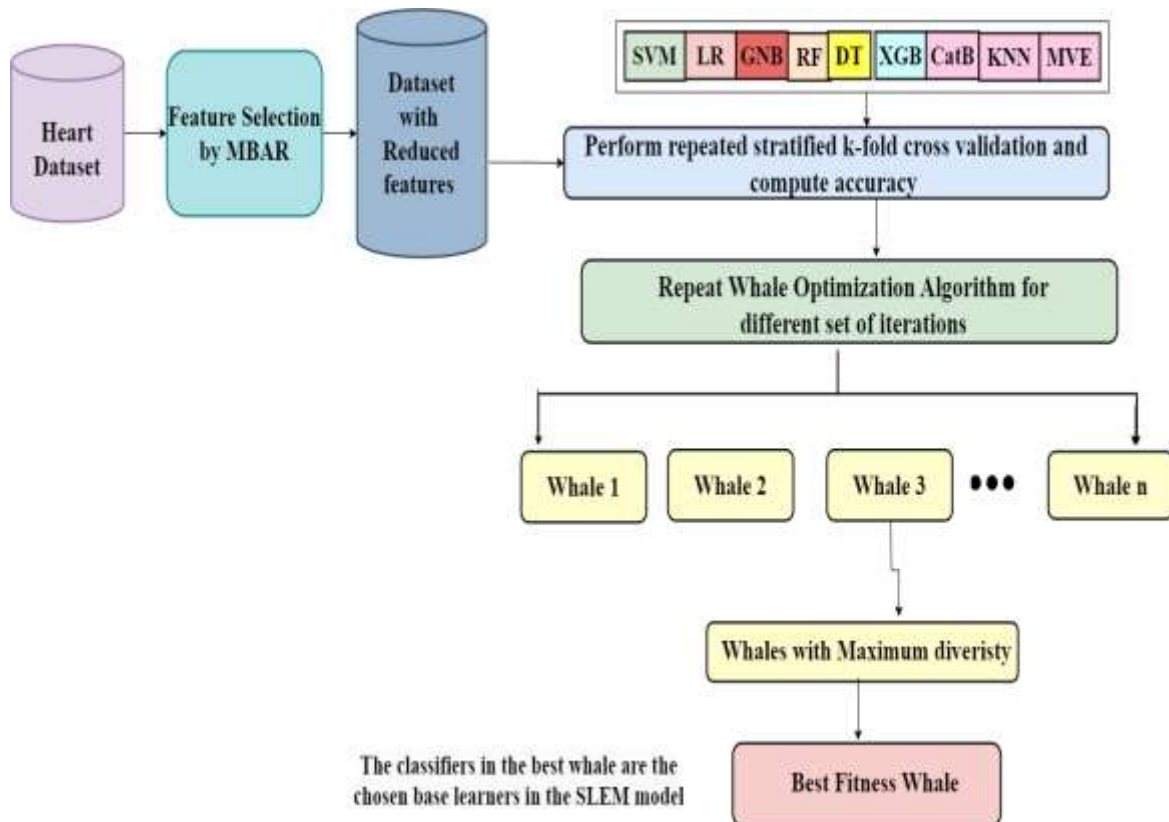 Heart
Dataset
Feature Selection
by MBAR
Dataset
with
Reduced
features
SVM LR GNB RF DT XGB CatB KNN MVE
Perform repeated stratified k-fold cross validation and
compute accuracy
Repeat Whale Optimization Algorithm for
different set of iterations
Whale 1 Whale 2 Whale 3 ••• Whale n
Whales with Maximum diveristy
The classifiers in the best whale are the
chosen base learners in the SLEM model
Best Fitness Whale